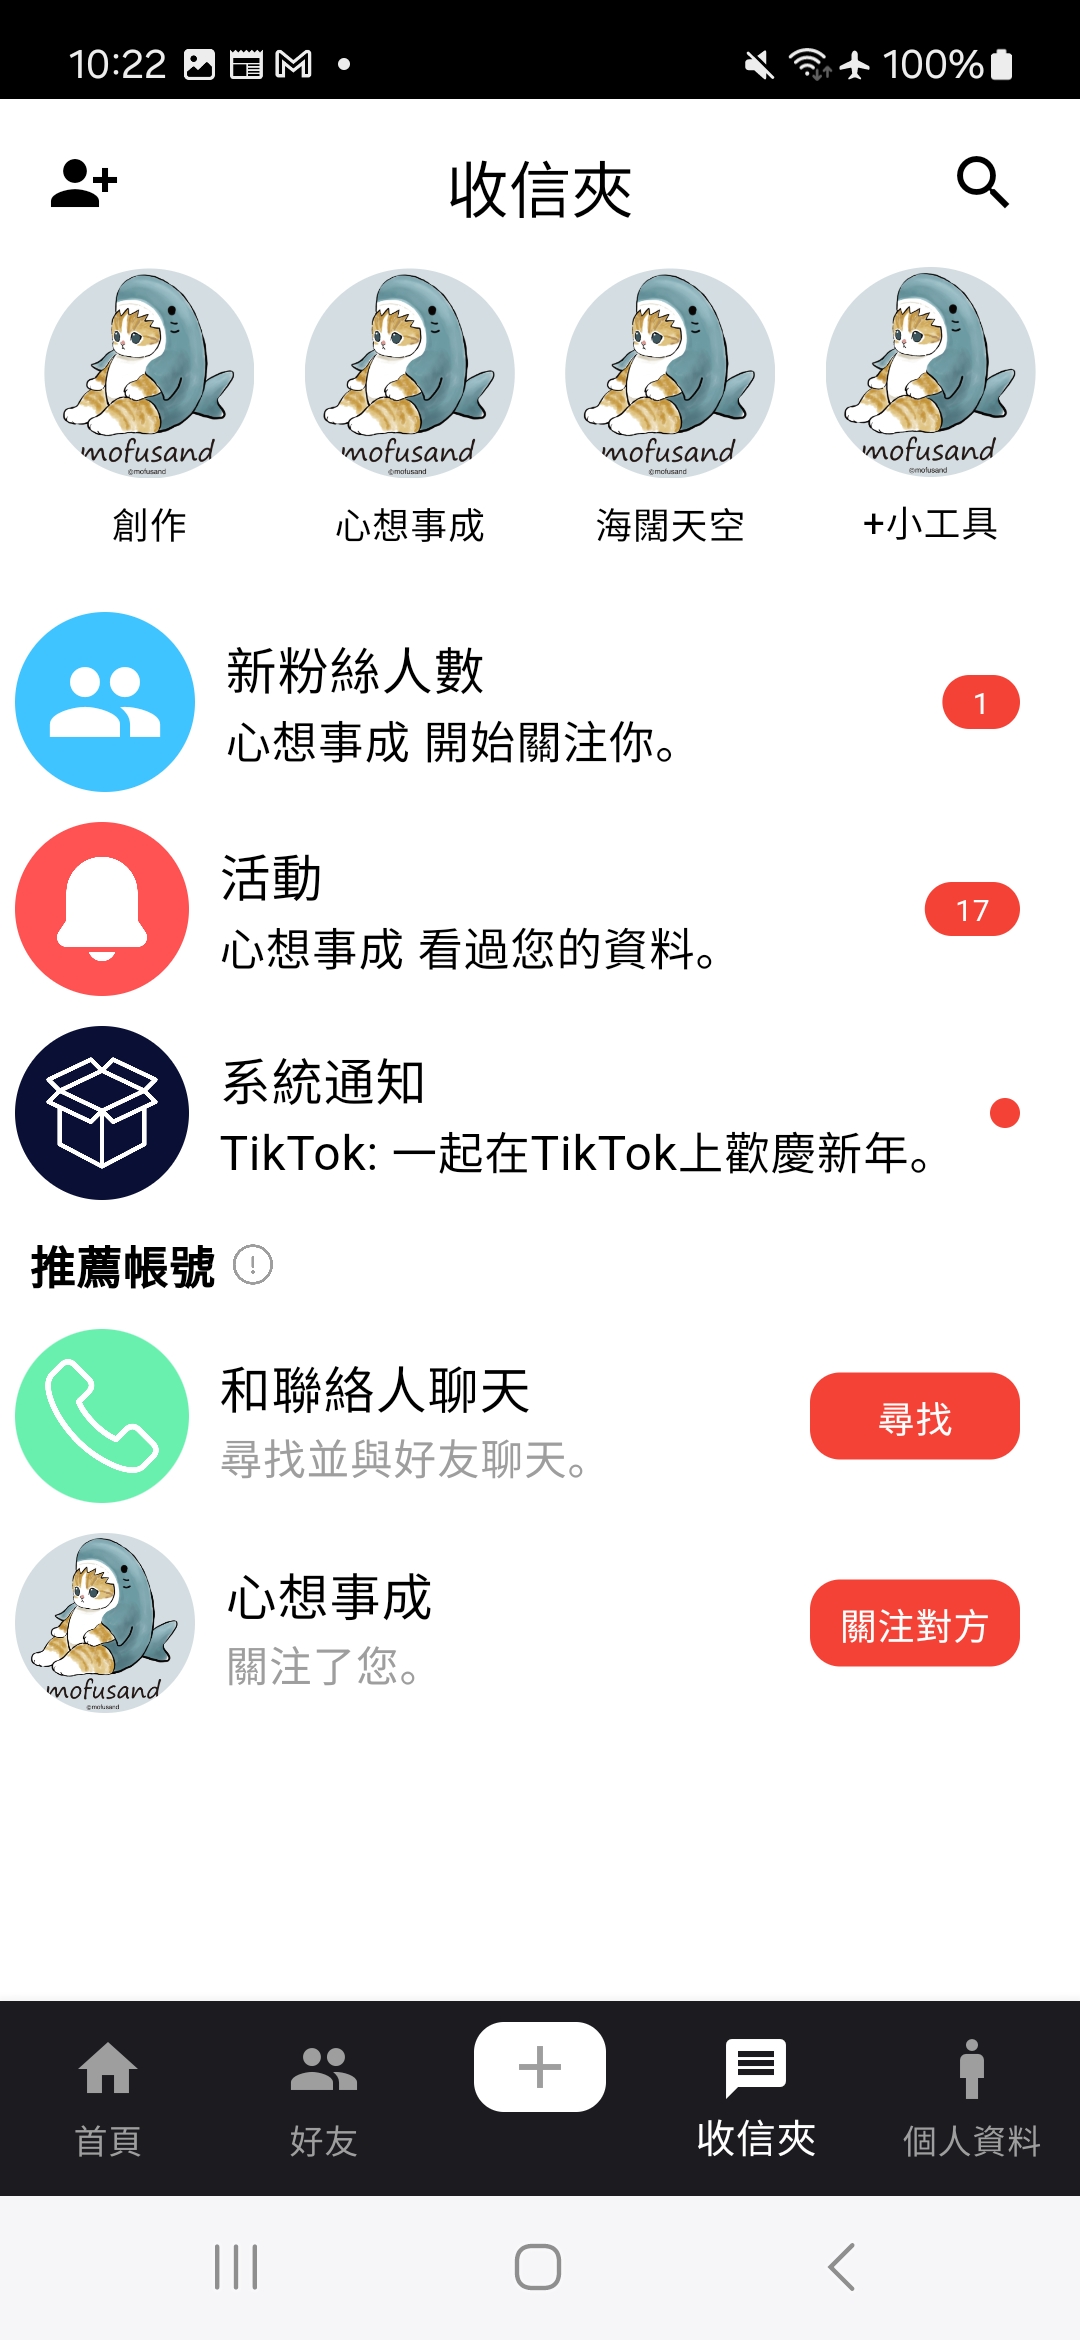 10:22
100%
收信夾
mofusand
©mofusand
mofusand
©mofusand
mofusand
©mofusand
mofusand
©mofusand
創作
心想事成
海闊天空
+小工具
新粉絲人數
心想事成 開始關注你。
1
活動
心想事成 看過您的資料。
17
系統通知
TikTok: 一起在TikTok上歡慶新年。
推薦帳號
和聯絡人聊天
尋找並與好友聊天。
尋找
mofusand
©mofusand
心想事成
關注了您。
關注對方
首頁
好友
收信夾
個人資料